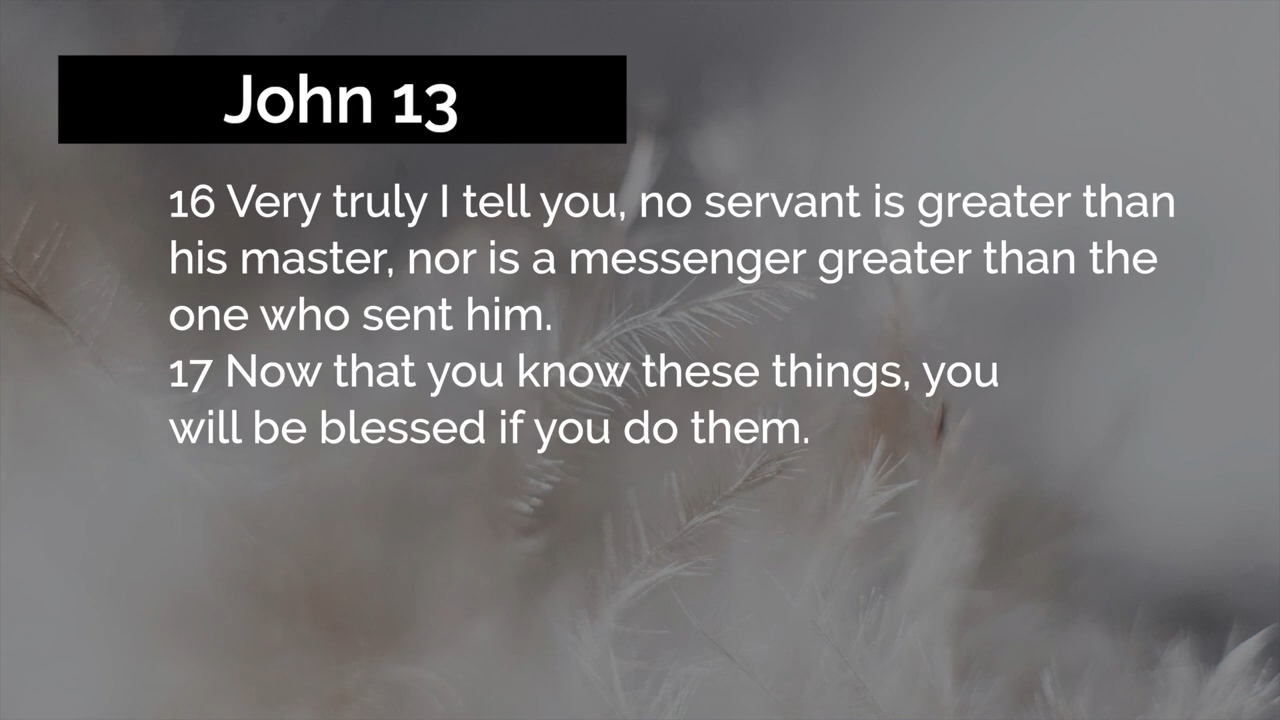 John 13
16 Very truly I tell you, no servant is greater than
his master, nor is a messenger greater than the
one who sent him.
17 Now that you know these things, you
will be blessed if you do them.